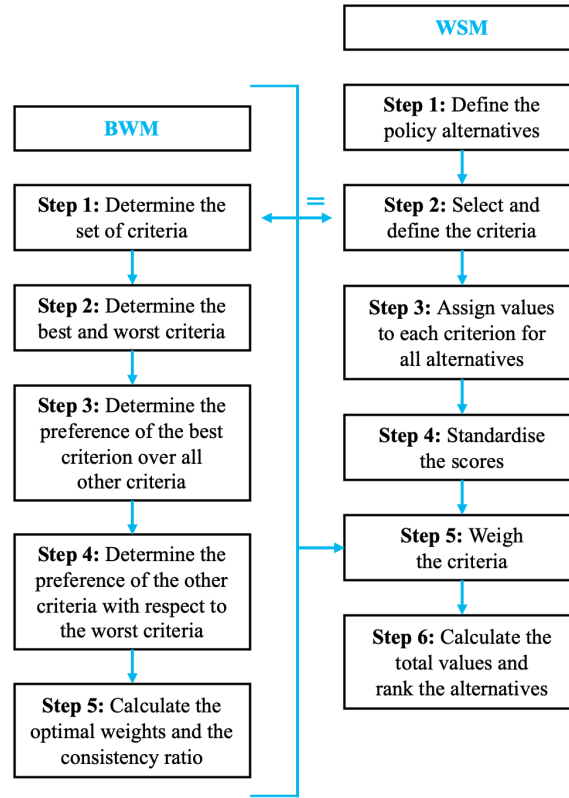 BWM
Step 1: Determine the
set of criteria
Step 2: Determine the
best and worst criteria
Step 3: Determine the
preference of the best
criterion over all
other criteria
Step 4: Determine the
preference of the other
criteria with respect to
the worst criteria
Step 5: Calculate the
optimal weights and the
consistency ratio
=
WSM
Step 1: Define the
policy alternatives
Step 2: Select and
define the criteria
Step 3: Assign values
to each criterion for
all alternatives
Step 4: Standardise
the scores
Step 5: Weigh
the criteria
Step 6: Calculate the
total values and
rank the alternatives